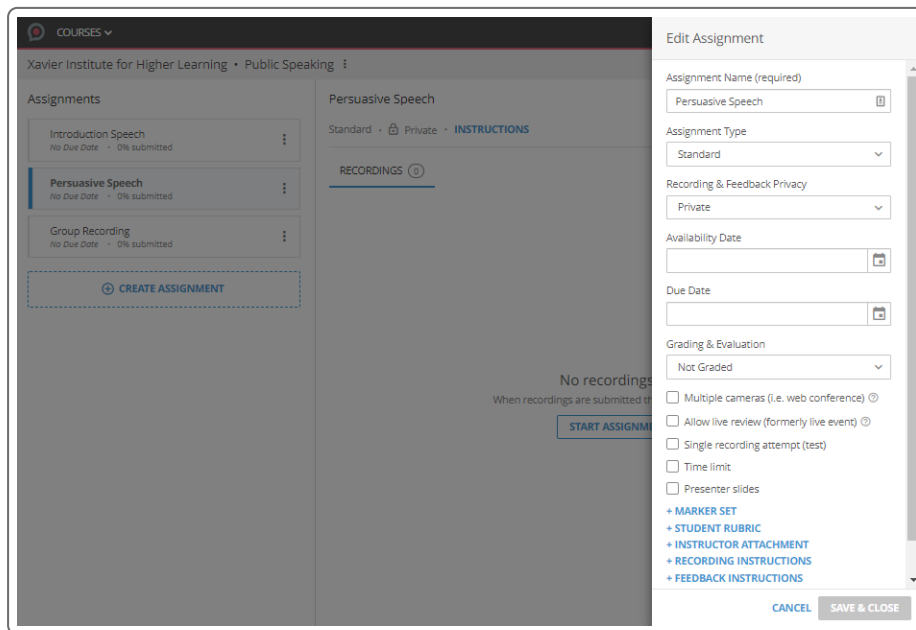 COURSES
Xavier Institute for Higher Learning • Public Speaking
Assignments
Introduction Speech
No Due Date • 0% submitted
Persuasive Speech
No Due Date • 0% submitted
Group Recording
No Due Date • 0% submitted
CREATE ASSIGNMENT
Persuasive Speech
Standard • Private • INSTRUCTIONS
RECORDINGS 0
No recordings
When recordings are submitted
START ASSIGNM
Edit Assignment
Assignment Name (required)
Persuasive Speech
Assignment Type
Standard
Recording & Feedback Privacy
Private
Availability Date
Due Date
Grading & Evaluation
Not Graded
Multiple cameras (i.e. web conference)
Allow live review (formerly live event)
Single recording attempt (test)
Time limit
Presenter slides
+ MARKER SET
+ STUDENT RUBRIC
+ INSTRUCTOR ATTACHMENT
+ RECORDING INSTRUCTIONS
+ FEEDBACK INSTRUCTIONS
CANCEL SAVE & CLOSE